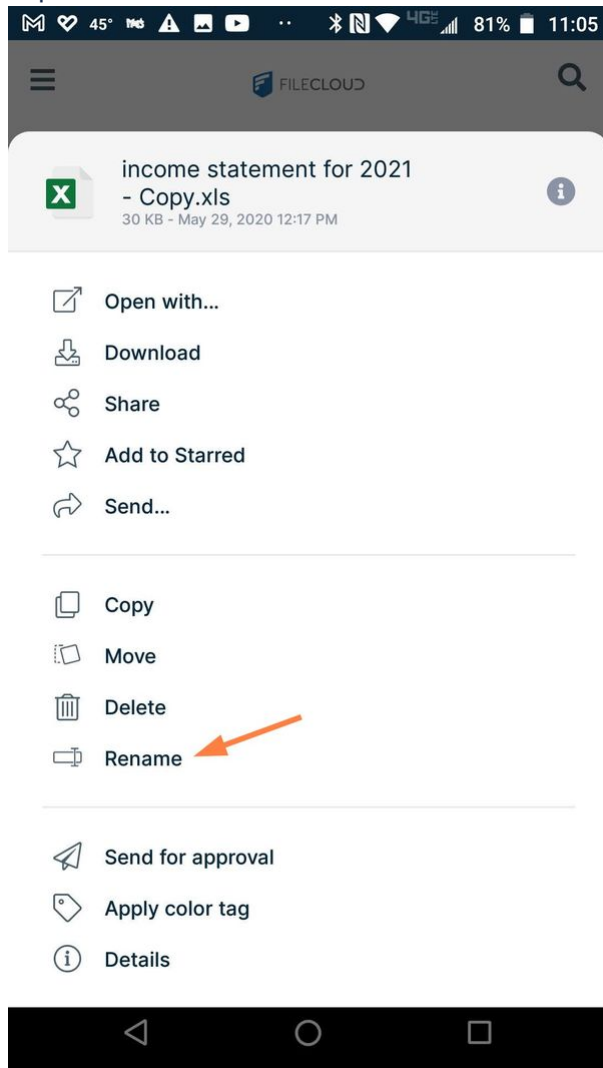 45° 4GE 81% 11:05
FILECLOUD
income statement for 2021
- Copy.xls
30 KB - May 29, 2020 12:17 PM
Open with...
Download
Share
Add to Starred
Send...
Copy
Move
Delete
Rename
Send for approval
Apply color tag
Details